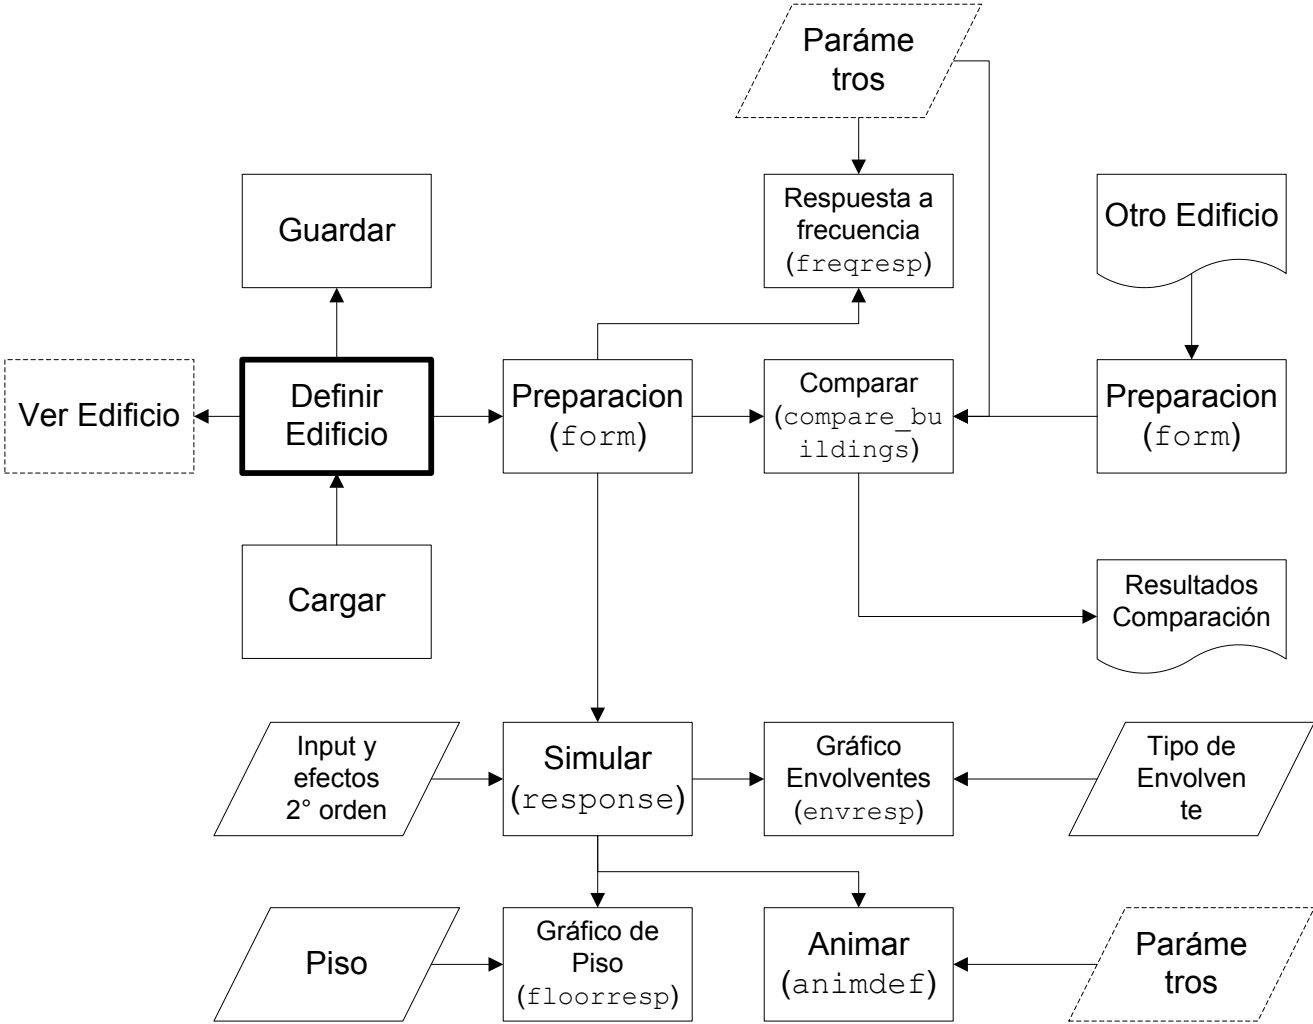 Paráme
tros
Guardar
Respuesta a
frecuencia
(freqresp)
Otro Edificio
Ver Edificio
Definir
Edificio
Preparacion
(form)
Comparar
(compare_bu
ildings)
Preparacion
(form)
Cargar
Resultados
Comparación
Input y
efectos
2° orden
Simular
(response)
Gráfico
Envolventes
(envresp)
Tipo de
Envolven
te
Piso
Gráfico de
Piso
(floorresp)
Animar
(animdef)
Paráme
tros